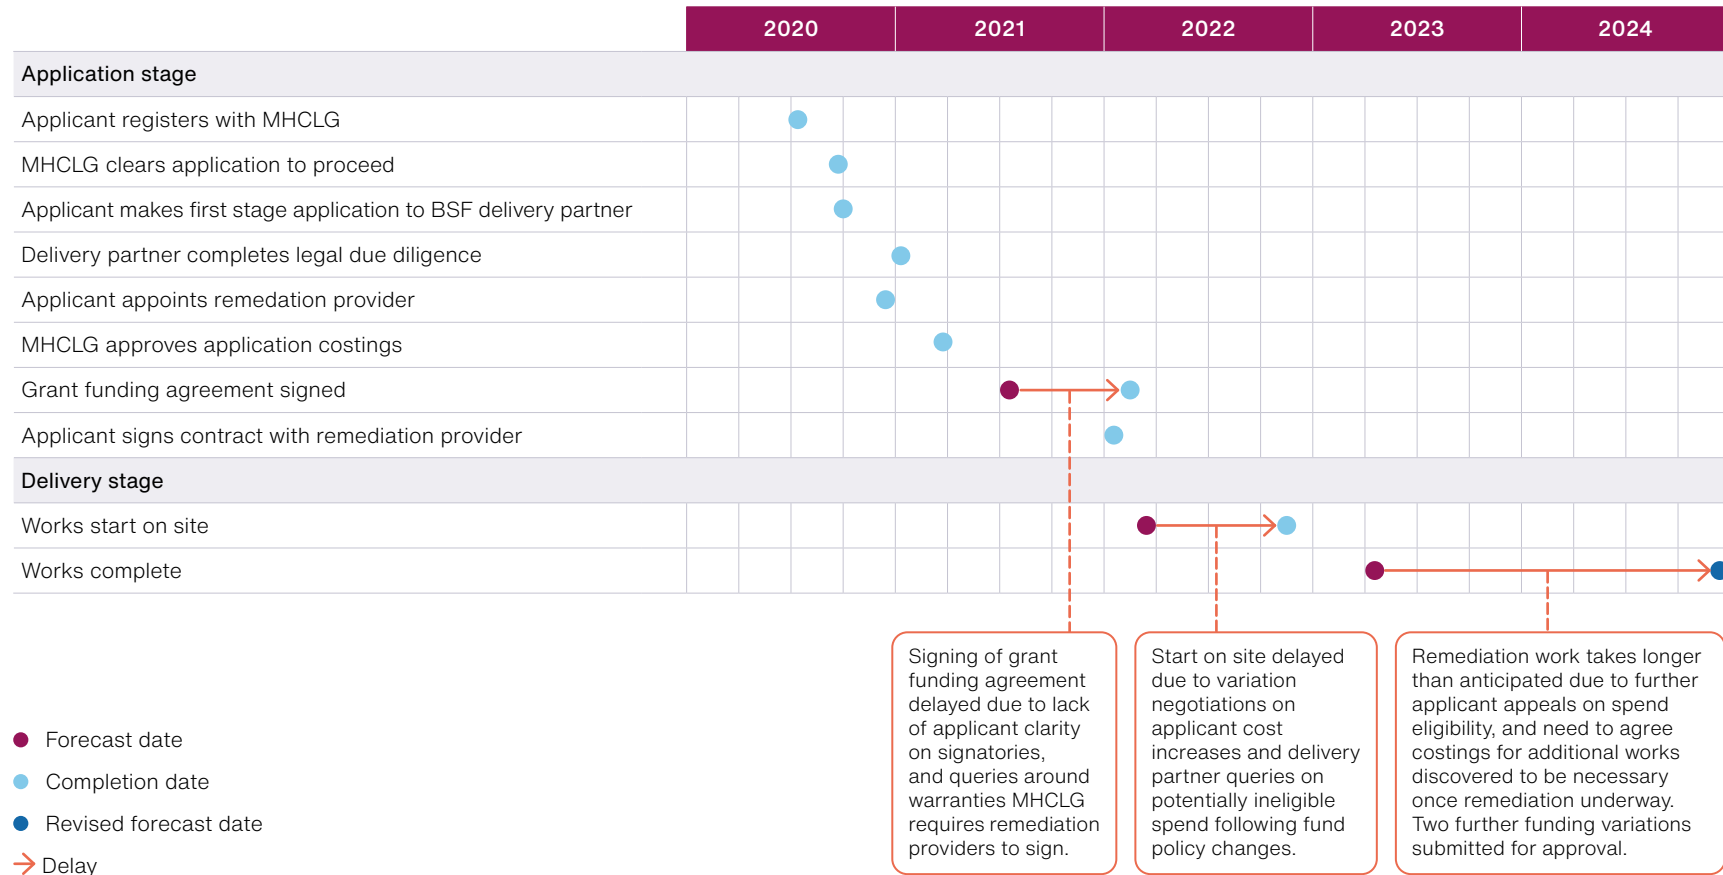 2020 2021 2022 2023 2024
Application stage
Applicant registers with MHCLG
MHCLG clears application to proceed
Applicant makes first stage application to BSF delivery partner
Delivery partner completes legal due diligence
Applicant appoints remedation provider
MHCLG approves application costings
Grant funding agreement signed
Applicant signs contract with remediation provider
Delivery stage
Works start on site
Works complete
Signing of grant
funding agreement
delayed due to lack
of applicant clarity
on signatories,
and queries around
warranties MHCLG
requires remediation
providers to sign.
Start on site delayed
due to variation
negotiations on
applicant cost
increases and delivery
partner queries on
potentially ineligible
spend following fund
policy changes.
Remediation work takes longer
than anticipated due to further
applicant appeals on spend
eligibility, and need to agree
costings for additional works
discovered to be necessary
once remediation underway.
Two further funding variations
submitted for approval.
Forecast date
Completion date
Revised forecast date
Delay